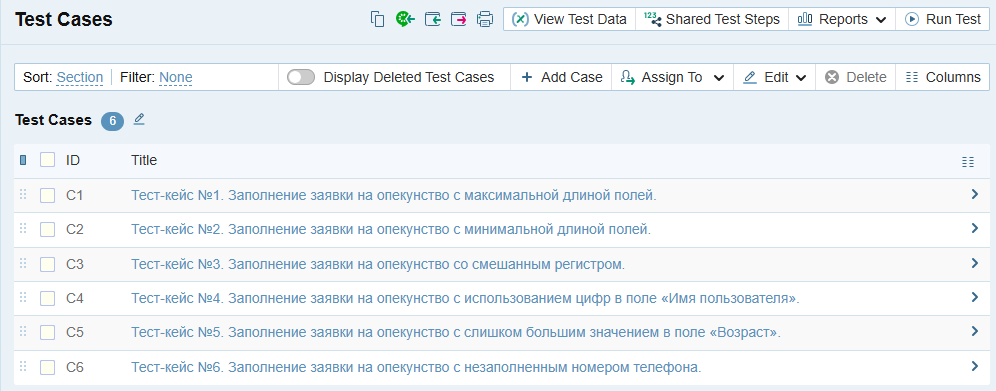 Test Cases
View Test Data
123 Shared Test Steps
Reports
Run Test
Sort: Section
Filter: None
Display Deleted Test Cases
+ Add Case
Assign To
Edit
Delete
Columns
Test Cases 6
ID Title
C1 Тест-кейс №1. Заполнение заявки на опекунство с максимальной длиной полей.
C2 Тест-кейс №2. Заполнение заявки на опекунство с минимальной длиной полей.
C3 Тест-кейс №3. Заполнение заявки на опекунство со смешанным регистром.
C4 Тест-кейс №4. Заполнение заявки на опекунство с использованием цифр в поле «Имя пользователя».
C5 Тест-кейс №5. Заполнение заявки на опекунство с слишком большим значением в поле «Возраст».
C6 Тест-кейс №6. Заполнение заявки на опекунство с незаполненным номером телефона.